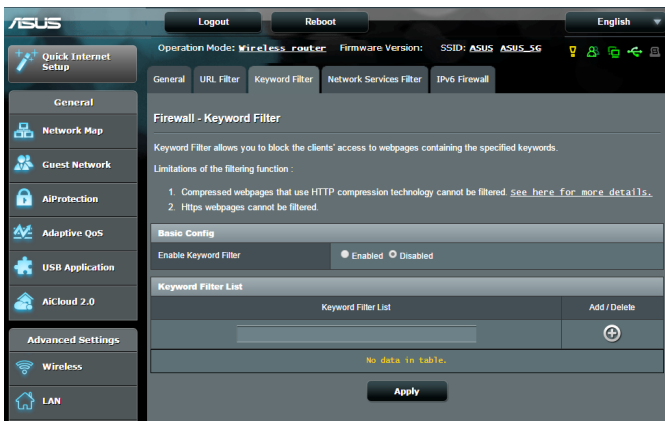 ASUS
Logout
Reboot
English
Quick Internet Setup
Operation Mode: Wireless router Firmware Version: SSID: ASUS ASUS_5G
General
URL Filter
Keyword Filter
Network Services Filter
IPv6 Firewall
General
Network Map
Guest Network
AiProtection
Adaptive QoS
USB Application
AiCloud 2.0
Advanced Settings
Wireless
LAN
Firewall - Keyword Filter
Keyword Filter allows you to block the clients' access to webpages containing the specified keywords.
Limitations of the filtering function :
1. Compressed webpages that use HTTP compression technology cannot be filtered. See here for more details.
2. Https webpages cannot be filtered.
Basic Config
Enable Keyword Filter
Enabled Disabled
Keyword Filter List
Keyword Filter List
Add / Delete
No data in table.
Apply